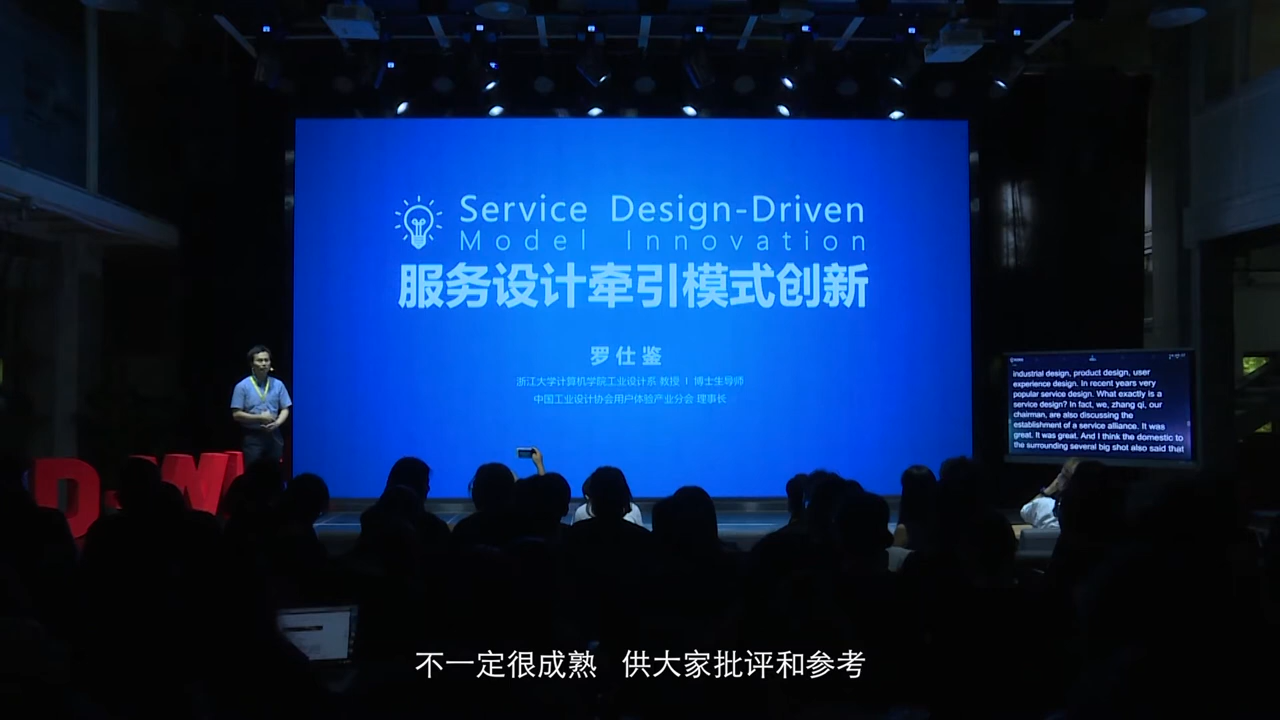 Service Design-Driven
Model Innovation
服务设计牵引模式创新
罗仕鉴
浙江大学计算机学院工业设计系 教授 I 博士生导师
中国工业设计协会用户体验产业分会 理事长
industrial design, product design, user
experience design. In recent years very
popular service design. What exactly is a
service design? In fact, we, zhang qi, our
chairman, are also discussing the
establishment of a service alliance. It was
great. It was great. And I think the domestic to
the surrounding several big shot also said that
不一定很成熟 供大家批评和参考